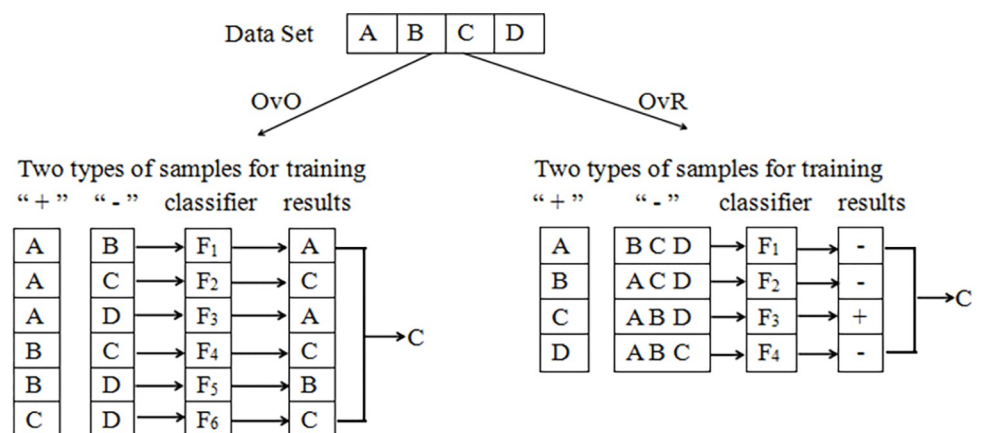 Data Set A B C D
OvO OvR
Two types of samples for training
“ + ” “ - ” classifier results
A B F₁ A
A C F₂ C
A D F₃ A
B C F₄ C
B D F₅ B
C D F₆ C
C
Two types of samples for training
“ + ” “ - ” classifier results
A B C D F₁ -
B A C D F₂ -
C A B D F₃ +
D A B C F₄ -
C